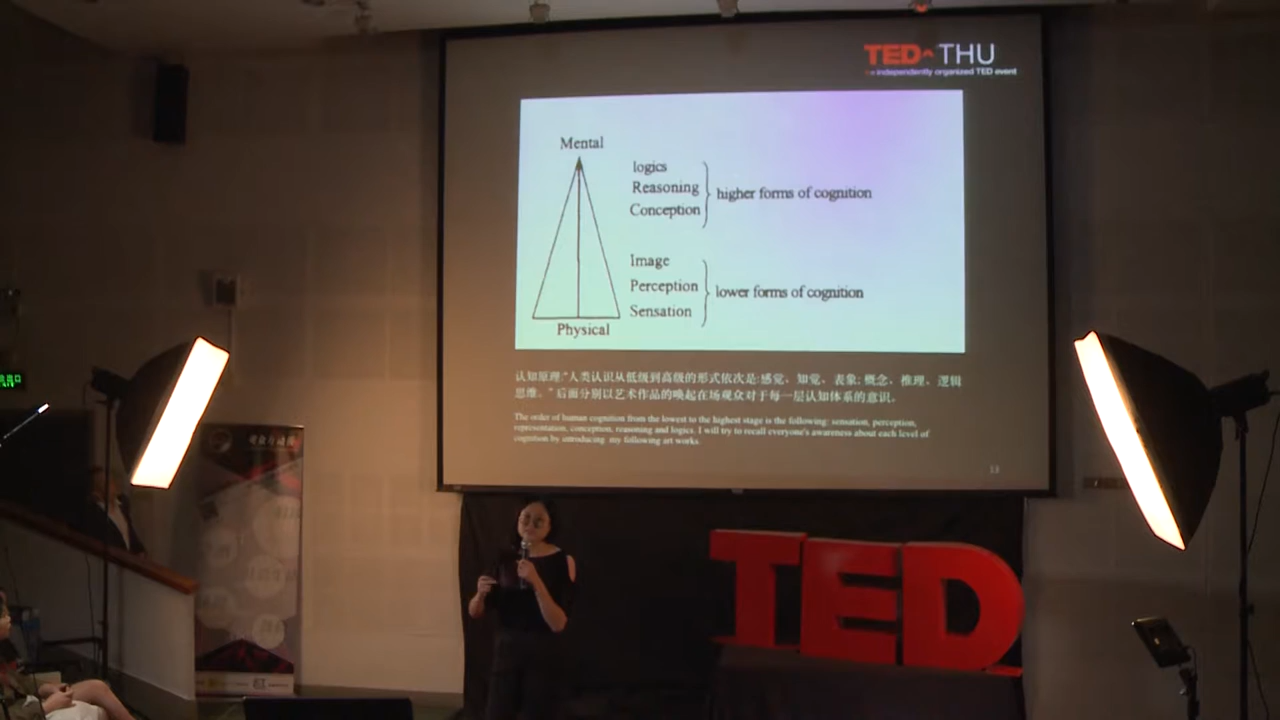 TED^THU
independently organized TED event
Mental
logics
Reasoning
Conception
higher forms of cognition
Image
Perception
Sensation
lower forms of cognition
Physical
认知原理:“人类认识从低级到高级的形式依次是:感觉、知觉、表象; 概念、推理、逻辑
思维。” 后面分别以艺术作品的唤起在场观众对于每一层认知体系的意识。
The order of human cognition from the lowest to the highest stage is the following: sensation, perception,
representation, conception, reasoning and logics. I will try to recall everyone's awareness about each level of
cognition by introducing my following art works.
13
TED